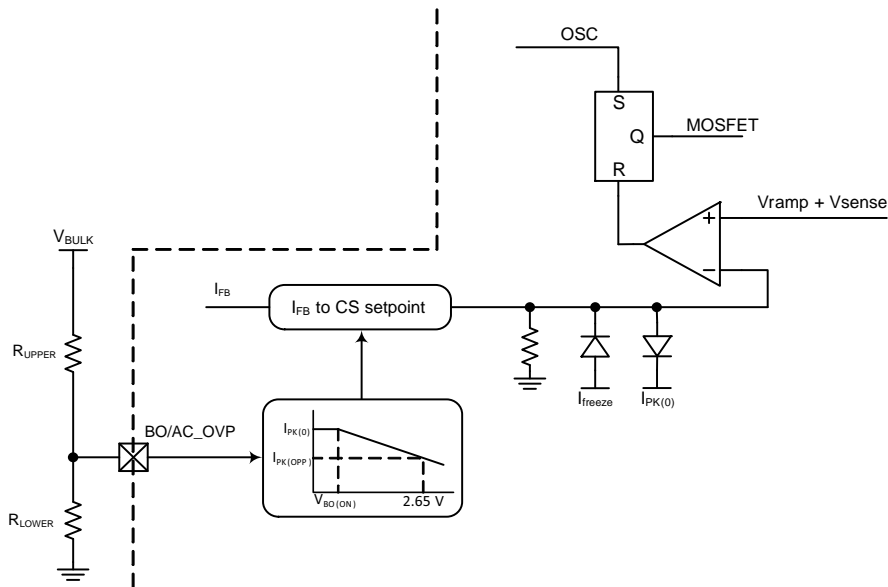 OSC
S
Q
MOSFET
R
Vramp + Vsense
+
−
V_BULK
I_FB
I_FB to CS setpoint
R_UPPER
I_freeze
I_PK(0)
BO/AC_OVP
I_PK(0)
I_PK(OPP)
V_BO(ON)
2.65 V
R_LOWER